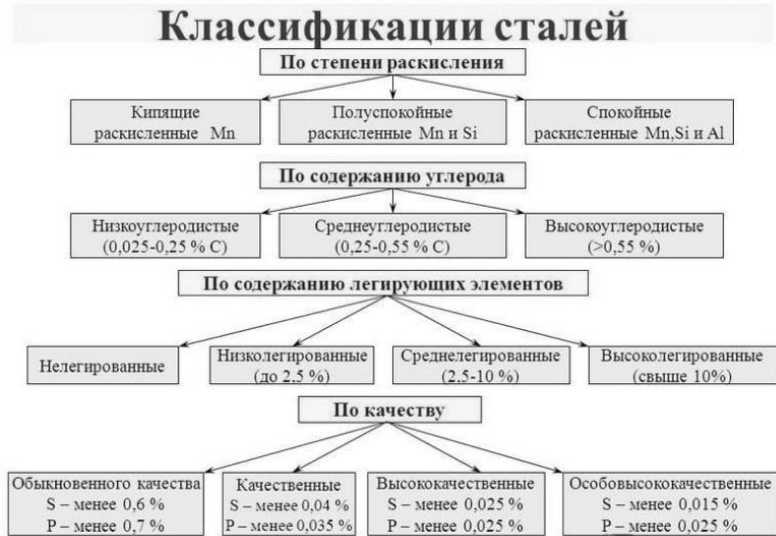 Классификации сталей
По степени раскисления
Кипящие
раскисленные Mn
Полуспокойные
раскисленные Mn и Si
Спокойные
раскисленные Mn,Si и Al
По содержанию углерода
Низкоуглеродистые
(0,025-0,25 % C)
Среднеуглеродистые
(0,25-0,55 % C)
Высокоуглеродистые
(>0,55 %)
По содержанию легирующих элементов
Нелегированные
Низколегированные
(до 2,5 %)
Среднелегированные
(2,5-10 %)
Высоколегированные
(свыше 10%)
По качеству
Обыкновенного качества
S – менее 0,6 %
P – менее 0,7 %
Качественные
S – менее 0,04 %
P – менее 0,035 %
Высококачественные
S – менее 0,025 %
P – менее 0,025 %
Особовысококачественные
S – менее 0,015 %
P – менее 0,025 %